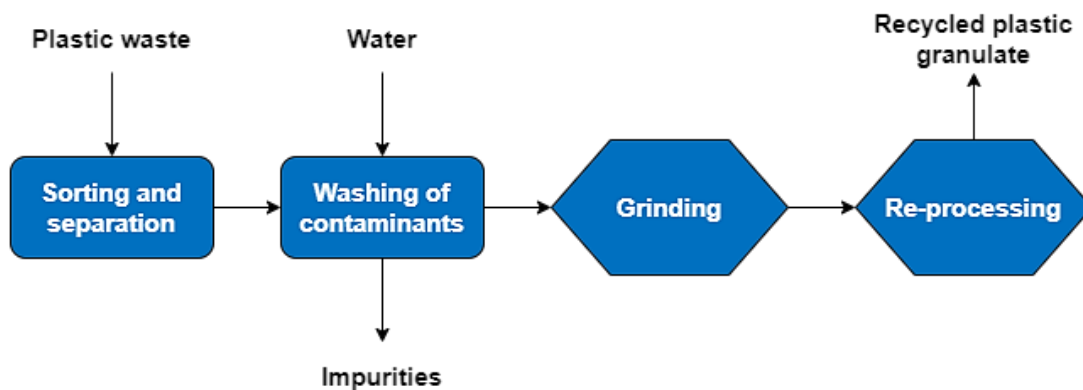 Plastic waste
Water
Recycled plastic
granulate
Sorting and
separation
Washing of
contaminants
Grinding
Re-processing
Impurities